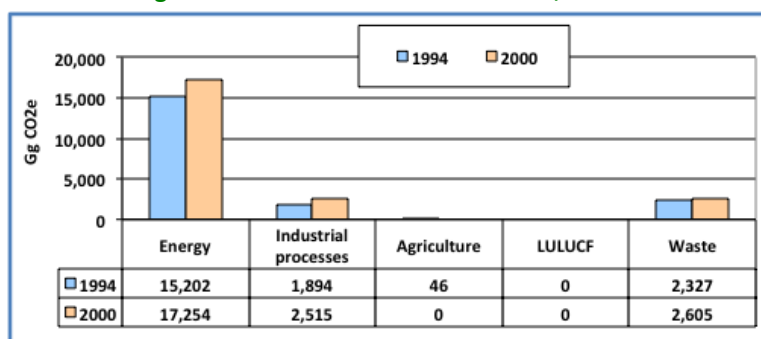 1994 2000
20,000
15,000
10,000
5,000
0
Gg CO2e
Energy Industrial processes Agriculture LULUCF Waste
1994 15,202 1,894 46 0 2,327
2000 17,254 2,515 0 0 2,605